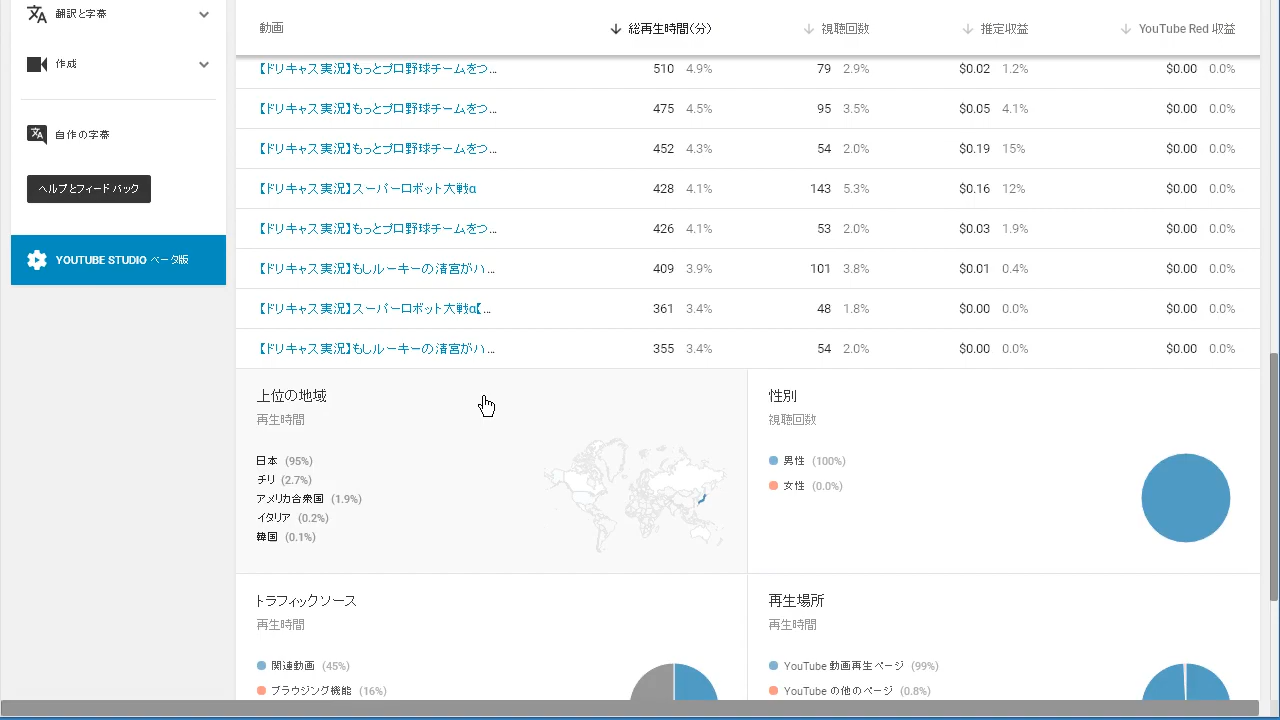 翻訳と字幕
作成
自作の字幕
ヘルプとフィードバック
YOUTUBE STUDIO ベータ版
動画 総再生時間(分) 視聴回数 推定収益 YouTube Red 収益
【ドリキャス実況】もっとプロ野球チームをつ... 510 4.9% 79 2.9% $0.02 1.2% $0.00 0.0%
【ドリキャス実況】もっとプロ野球チームをつ... 475 4.5% 95 3.5% $0.05 4.1% $0.00 0.0%
【ドリキャス実況】もっとプロ野球チームをつ... 452 4.3% 54 2.0% $0.19 15% $0.00 0.0%
【ドリキャス実況】スーパーロボット大戦α 428 4.1% 143 5.3% $0.16 12% $0.00 0.0%
【ドリキャス実況】もっとプロ野球チームをつ... 426 4.1% 53 2.0% $0.03 1.9% $0.00 0.0%
【ドリキャス実況】もしルーキーの清宮がハ... 409 3.9% 101 3.8% $0.01 0.4% $0.00 0.0%
【ドリキャス実況】スーパーロボット大戦α【... 361 3.4% 48 1.8% $0.00 0.0% $0.00 0.0%
【ドリキャス実況】もしルーキーの清宮がハ... 355 3.4% 54 2.0% $0.00 0.0% $0.00 0.0%
上位の地域
再生時間
日本 (95%)
チリ (2.7%)
アメリカ合衆国 (1.9%)
イタリア (0.2%)
韓国 (0.1%)
性別
視聴回数
男性 (100%)
女性 (0.0%)
トラフィックソース
再生時間
関連動画 (45%)
ブラウジング機能 (16%)
再生場所
再生時間
YouTube 動画再生ページ (99%)
YouTube の他のページ (0.8%)